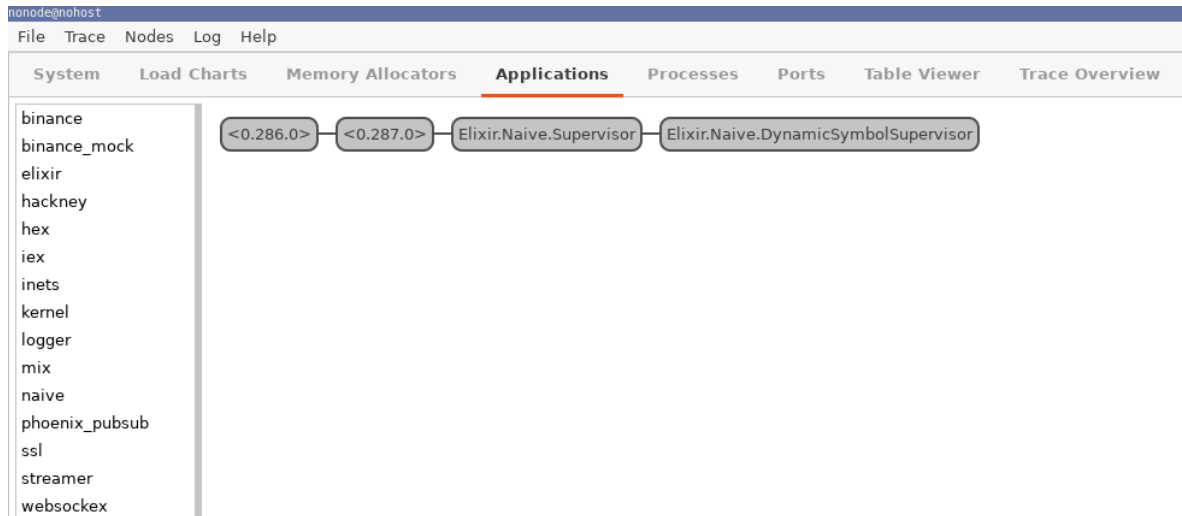 nonode@nohost
File Trace Nodes Log Help
System Load Charts Memory Allocators Applications Processes Ports Table Viewer Trace Overview
binance
binance_mock
elixir
hackney
hex
iex
inets
kernel
logger
mix
naive
phoenix_pubsub
ssl
streamer
websockex
<0.286.0> <0.287.0> Elixir.Naive.Supervisor Elixir.Naive.DynamicSymbolSupervisor